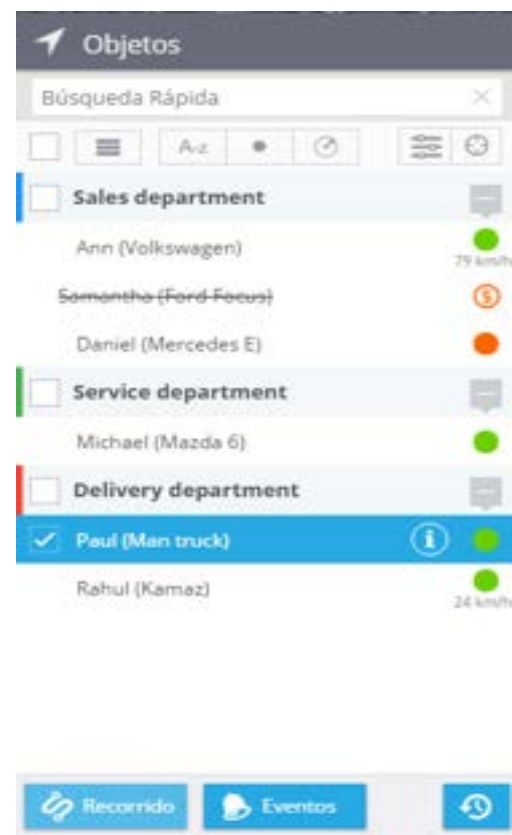 Objetos
Búsqueda Rápida
A-z
Sales department
Ann (Volkswagen)
79 km/h
Samantha (Ford Focus)
Daniel (Mercedes E)
Service department
Michael (Mazda 6)
Delivery department
Paul (Man truck)
Rahul (Kamaz)
24 km/h
Recorrido
Eventos